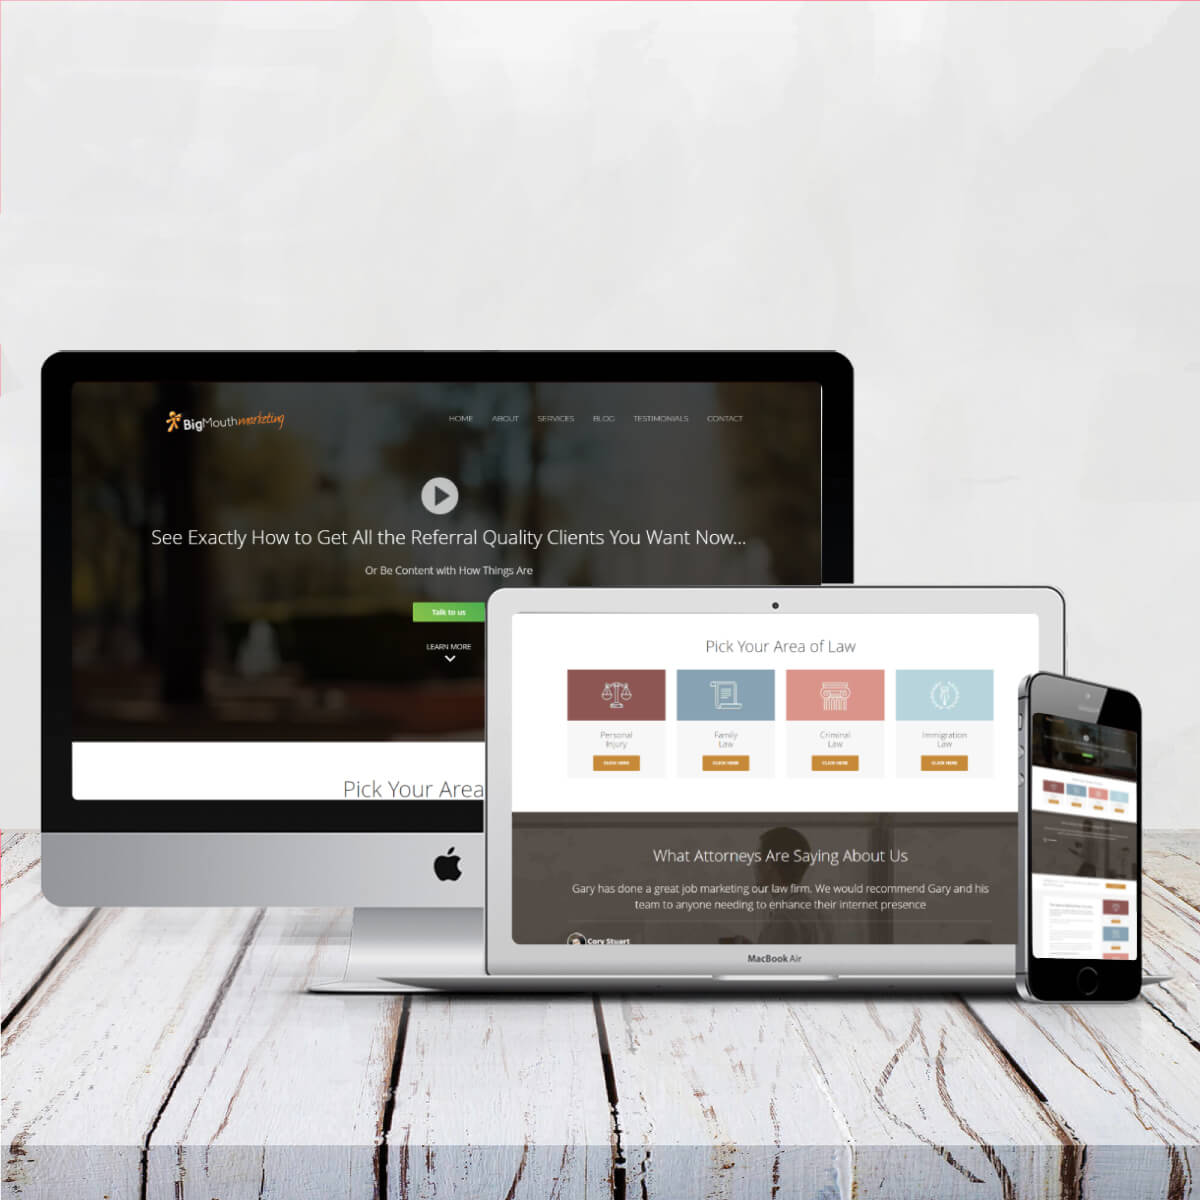 BigMouth marketing
HOME ABOUT SERVICES BLOG TESTIMONIALS CONTACT
See Exactly How to Get All the Referral Quality Clients You Want Now...
Or Be Content with How Things Are
Talk to us
LEARN MORE
Pick Your Area
Pick Your Area of Law
Personal
Injury
CLICK HERE
Family
Law
CLICK HERE
Criminal
Law
CLICK HERE
Immigration
Law
CLICK HERE
What Attorneys Are Saying About Us
Gary has done a great job marketing our law firm. We would recommend Gary and his
team to anyone needing to enhance their internet presence
Cory Stuart
MacBook Air